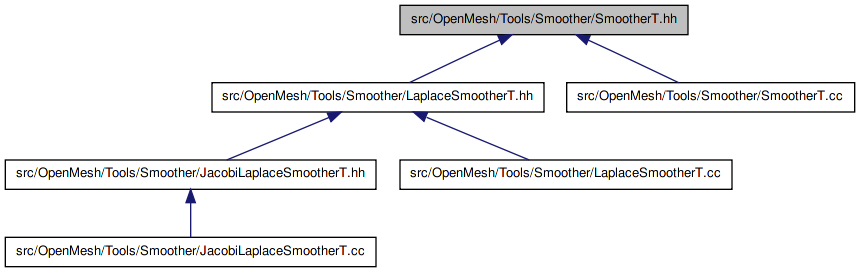 src/OpenMesh/Tools/Smoother/SmootherT.hh
src/OpenMesh/Tools/Smoother/LaplaceSmootherT.hh
src/OpenMesh/Tools/Smoother/SmootherT.cc
src/OpenMesh/Tools/Smoother/JacobiLaplaceSmootherT.hh
src/OpenMesh/Tools/Smoother/LaplaceSmootherT.cc
src/OpenMesh/Tools/Smoother/JacobiLaplaceSmootherT.cc